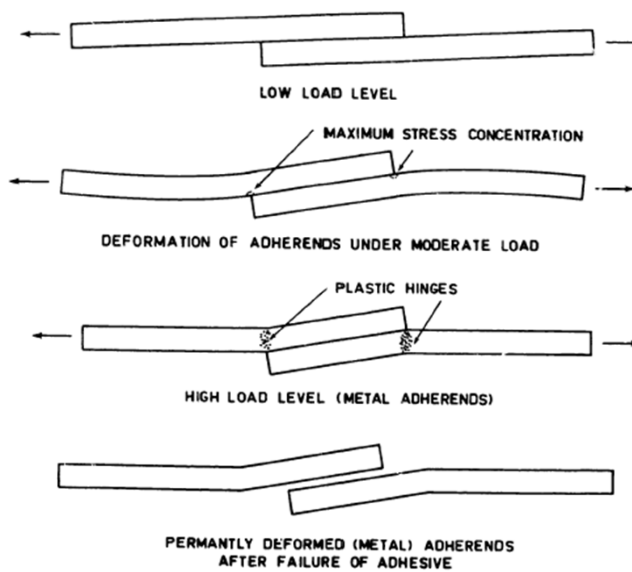 LOW LOAD LEVEL
MAXIMUM STRESS CONCENTRATION
DEFORMATION OF ADHERENDS UNDER MODERATE LOAD
PLASTIC HINGES
HIGH LOAD LEVEL (METAL ADHERENDS)
PERMANTLY DEFORMED (METAL) ADHERENDS
AFTER FAILURE OF ADHESIVE